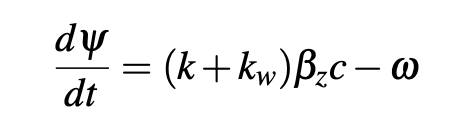 dψ/dt = (k + k_w)β_z c − ω